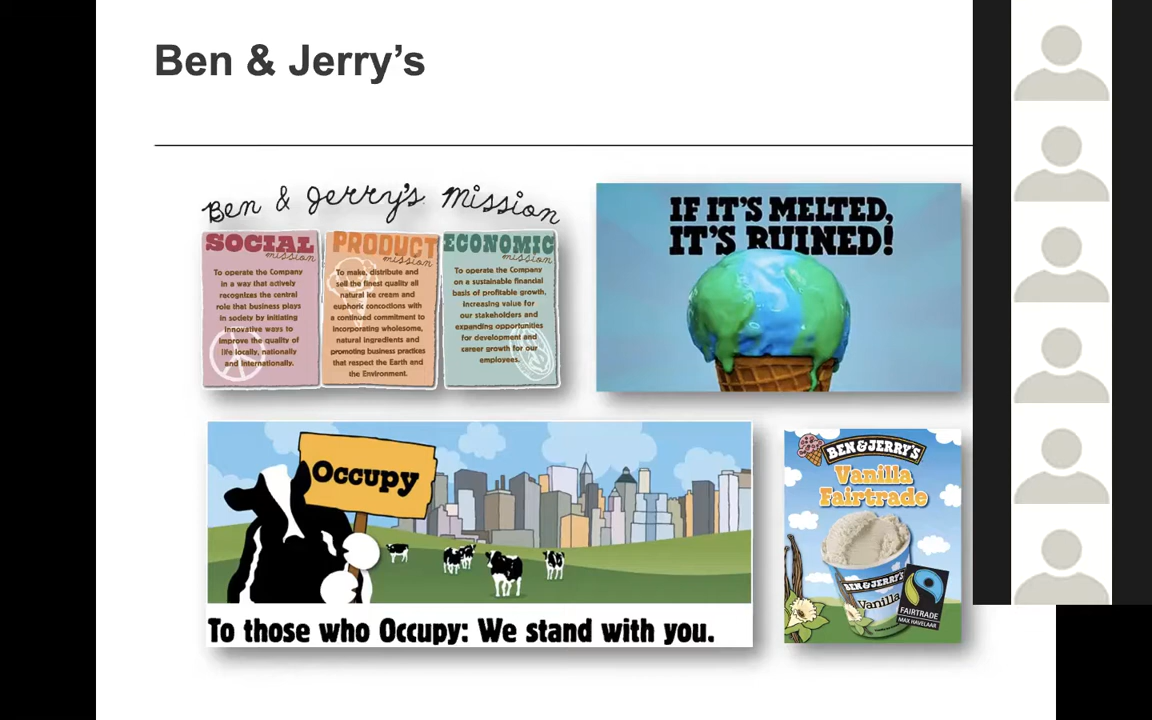 Ben & Jerry's
Ben & Jerry's Mission
SOCIAL
mission
To operate the Company
in a way that actively
recognizes the central
role that business plays
in society by initiating
innovative ways to
improve the quality of
life locally, nationally
and internationally.
PRODUCT
mission
To make, distribute and
sell the finest quality all
natural ice cream and
euphoric concoctions with
a continued commitment to
incorporating wholesome,
natural ingredients and
promoting business practices
that respect the Earth and
the Environment.
ECONOMIC
mission
To operate the Company
on a sustainable financial
basis of profitable growth,
increasing value for
our stakeholders and
expanding opportunities
for development and
career growth for our
employees.
IF IT'S MELTED,
IT'S RUINED!
Occupy
To those who Occupy: We stand with you.
BEN & JERRY'S
Vanilla
Fairtrade
BEN & JERRY'S
Vanilla
FAIRTRADE
MAX HAVELAAR